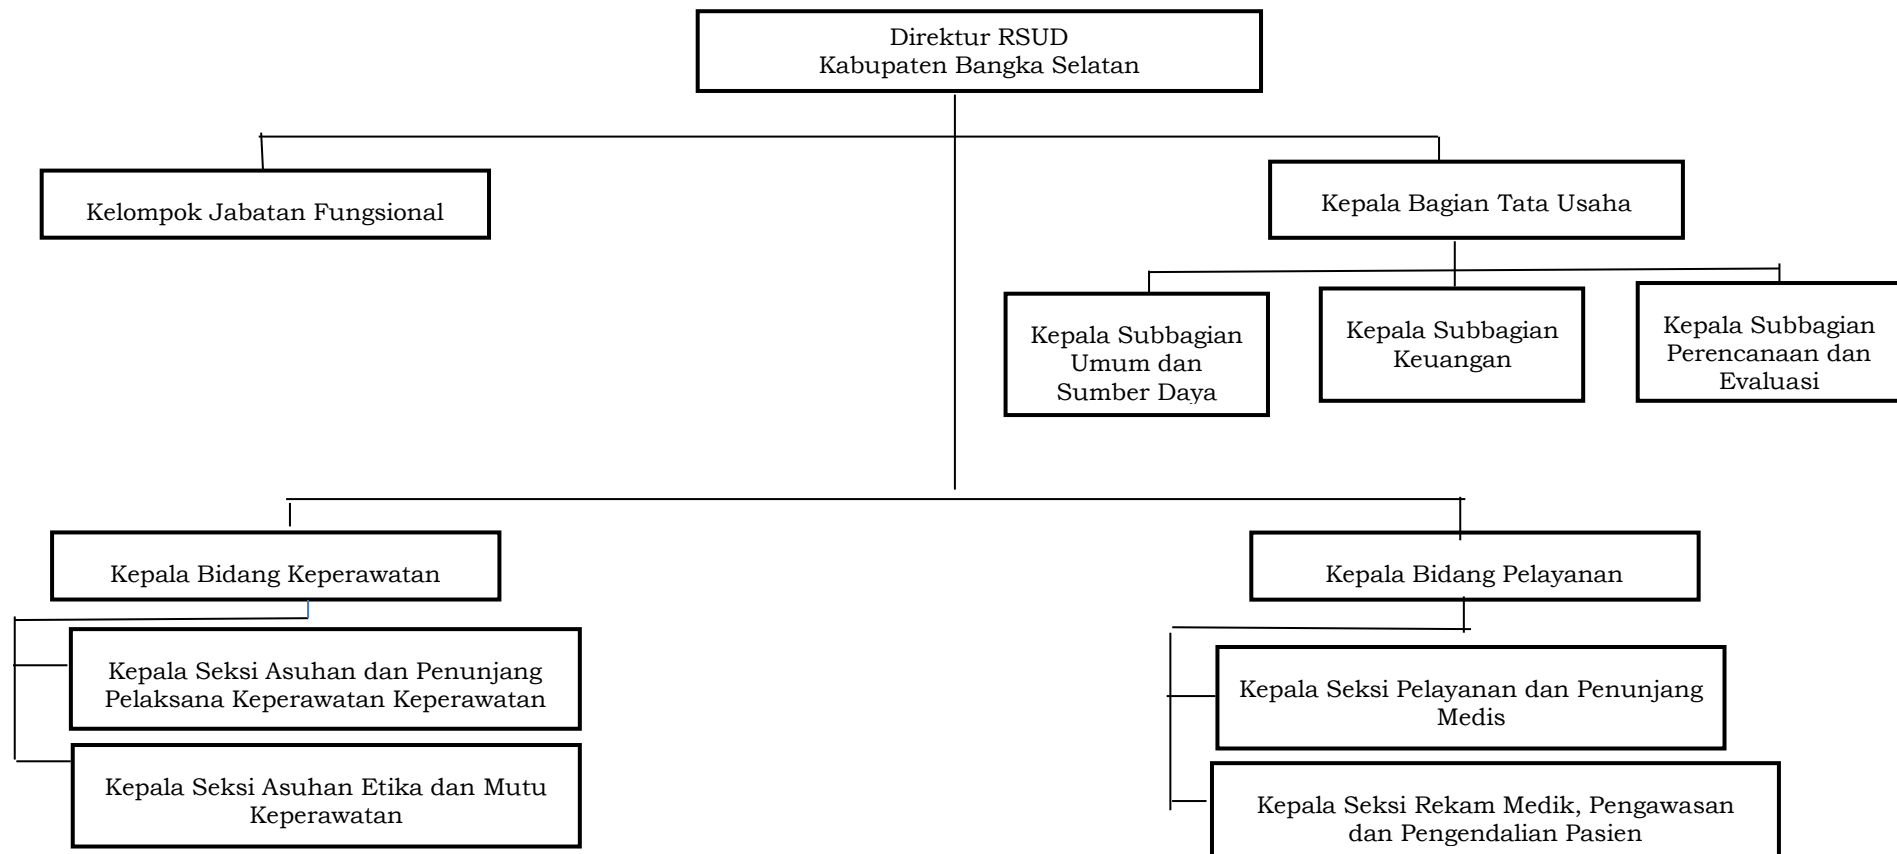 Direktur RSUD
Kabupaten Bangka Selatan
Kelompok Jabatan Fungsional
Kepala Bagian Tata Usaha
Kepala Subbagian
Umum dan
Sumber Daya
Kepala Subbagian
Keuangan
Kepala Subbagian
Perencanaan dan
Evaluasi
Kepala Bidang Keperawatan
Kepala Bidang Pelayanan
Kepala Seksi Asuhan dan Penunjang
Pelaksana Keperawatan Keperawatan
Kepala Seksi Asuhan Etika dan Mutu
Keperawatan
Kepala Seksi Pelayanan dan Penunjang
Medis
Kepala Seksi Rekam Medik, Pengawasan
dan Pengendalian Pasien